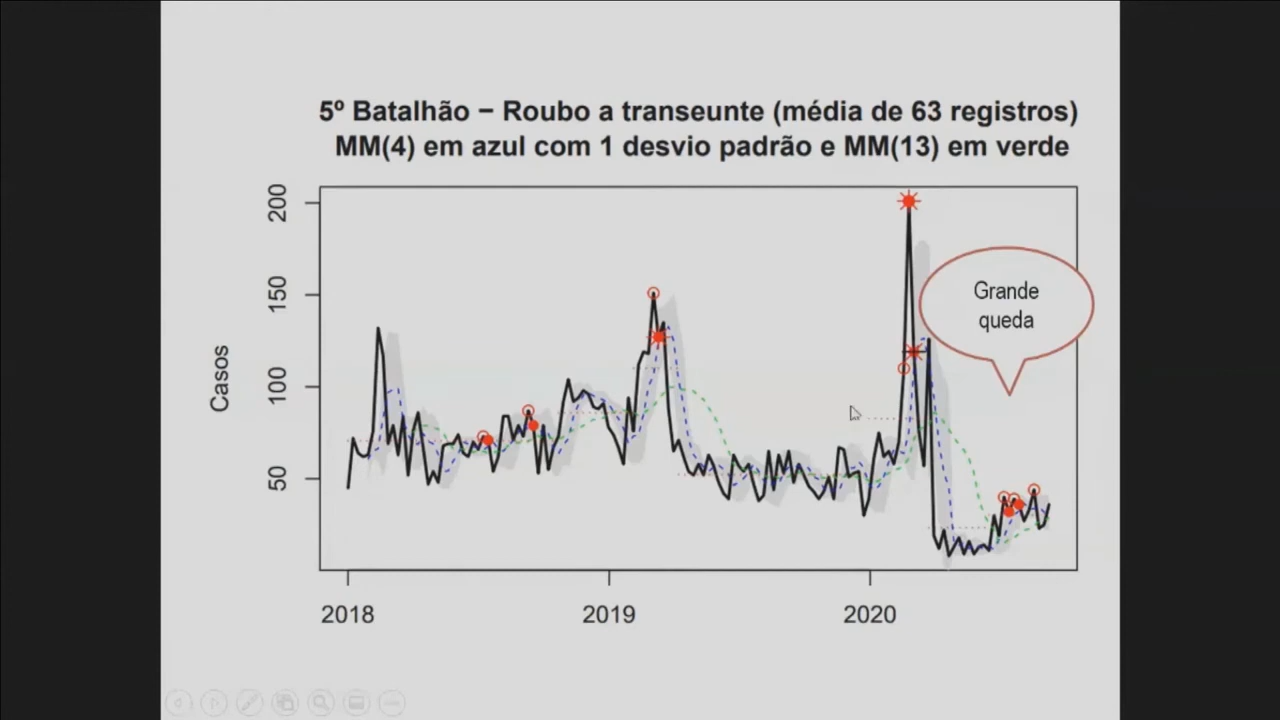 5º Batalhão − Roubo a transeunte (média de 63 registros)
MM(4) em azul com 1 desvio padrão e MM(13) em verde
200
150
100
50
Casos
Grande
queda
2018
2019
2020